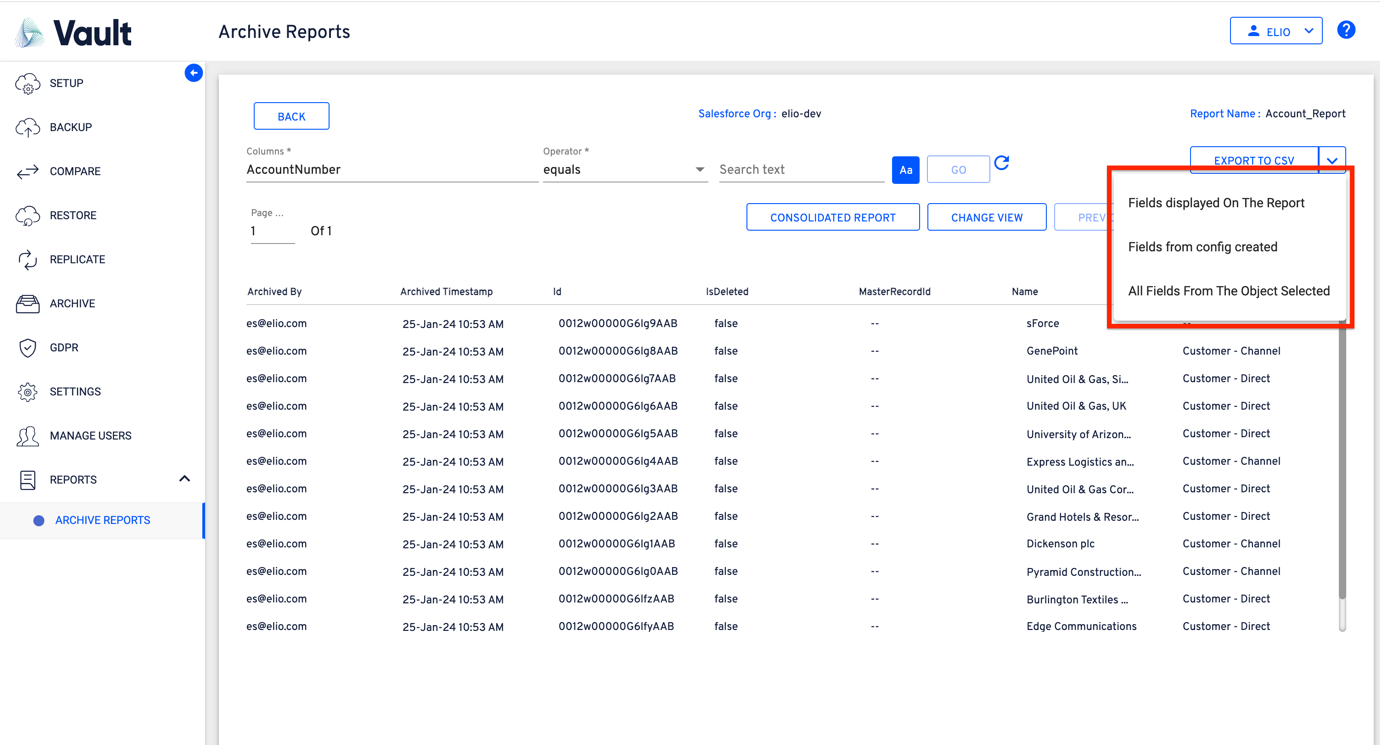 Vault
Archive Reports
ELIO
?
SETUP
BACKUP
COMPARE
RESTORE
REPLICATE
ARCHIVE
GDPR
SETTINGS
MANAGE USERS
REPORTS
ARCHIVE REPORTS
BACK
Salesforce Org : elio-dev
Report Name : Account_Report
Columns *
AccountNumber
Operator *
equals
Search text
Aa
GO
EXPORT TO CSV
Fields displayed On The Report
Fields from config created
All Fields From The Object Selected
Page ...
1 Of 1
CONSOLIDATED REPORT
CHANGE VIEW
Archived By Archived Timestamp Id IsDeleted MasterRecordId Name
es@elio.com 25-Jan-24 10:53 AM 0012w00000G6Ig9AAB false -- sForce --
es@elio.com 25-Jan-24 10:53 AM 0012w00000G6Ig8AAB false -- GenePoint Customer - Channel
es@elio.com 25-Jan-24 10:53 AM 0012w00000G6Ig7AAB false -- United Oil & Gas, Si... Customer - Direct
es@elio.com 25-Jan-24 10:53 AM 0012w00000G6Ig6AAB false -- United Oil & Gas, UK Customer - Direct
es@elio.com 25-Jan-24 10:53 AM 0012w00000G6Ig5AAB false -- University of Arizon... Customer - Direct
es@elio.com 25-Jan-24 10:53 AM 0012w00000G6Ig4AAB false -- Express Logistics an... Customer - Channel
es@elio.com 25-Jan-24 10:53 AM 0012w00000G6Ig3AAB false -- United Oil & Gas Cor... Customer - Direct
es@elio.com 25-Jan-24 10:53 AM 0012w00000G6Ig2AAB false -- Grand Hotels & Resor... Customer - Direct
es@elio.com 25-Jan-24 10:53 AM 0012w00000G6Ig1AAB false -- Dickenson plc Customer - Channel
es@elio.com 25-Jan-24 10:53 AM 0012w00000G6Ig0AAB false -- Pyramid Construction... Customer - Channel
es@elio.com 25-Jan-24 10:53 AM 0012w00000G6IfzAAB false -- Burlington Textiles ... Customer - Direct
es@elio.com 25-Jan-24 10:53 AM 0012w00000G6IfyAAB false -- Edge Communications Customer - Direct